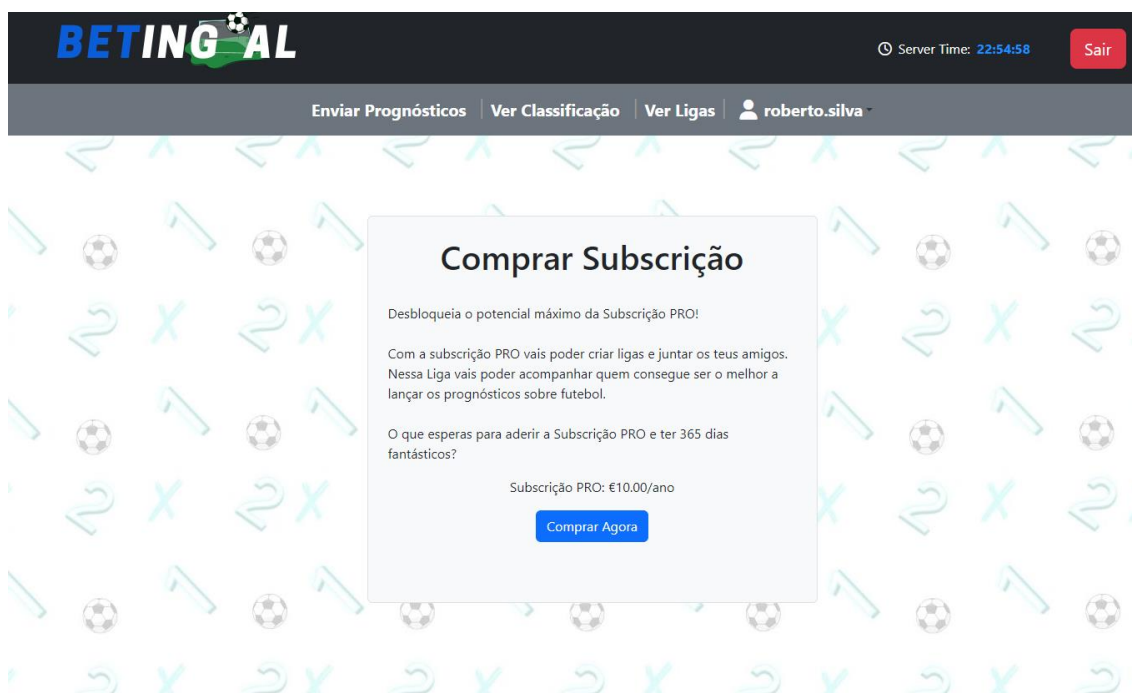 BETINGOAL
Server Time: 22:54:58
Sair
Enviar Prognósticos
Ver Classificação
Ver Ligas
roberto.silva
Comprar Subscrição
Desbloqueia o potencial máximo da Subscrição PRO!
Com a subscrição PRO vais poder criar ligas e juntar os teus amigos.
Nessa Liga vais poder acompanhar quem consegue ser o melhor a
lançar os prognósticos sobre futebol.
O que esperas para aderir a Subscrição PRO e ter 365 dias
fantásticos?
Subscrição PRO: €10.00/ano
Comprar Agora